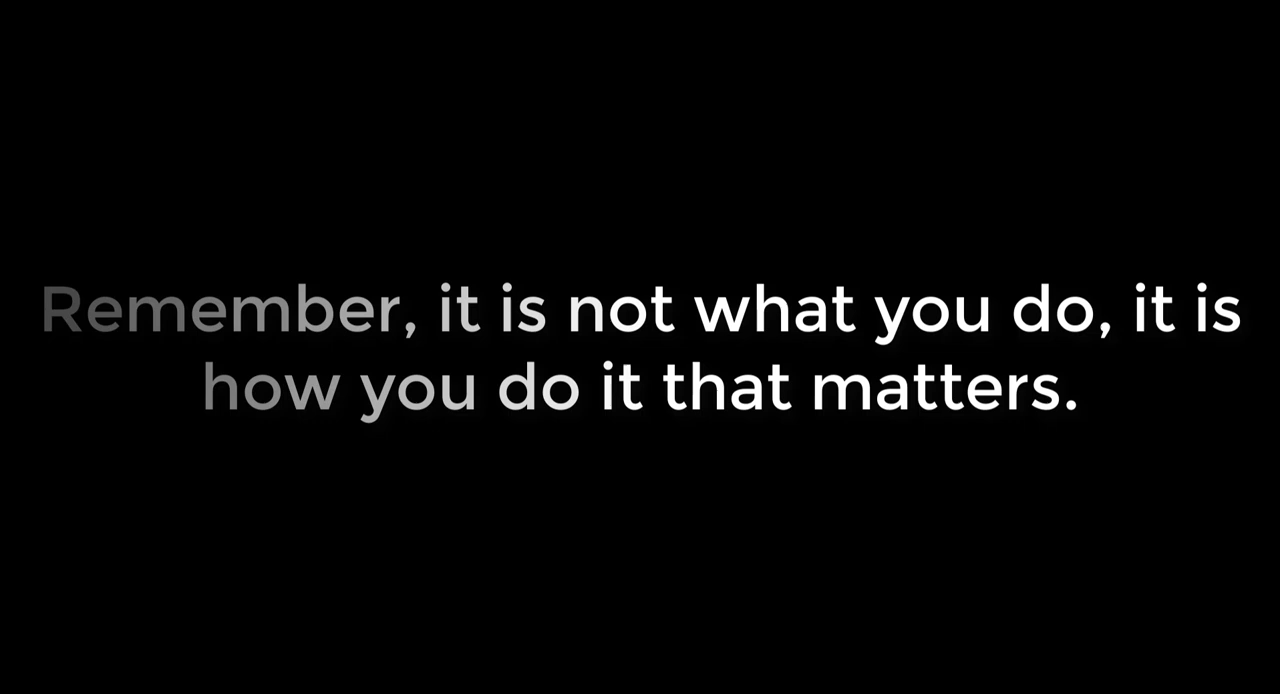 Remember, it is not what you do, it is
how you do it that matters.